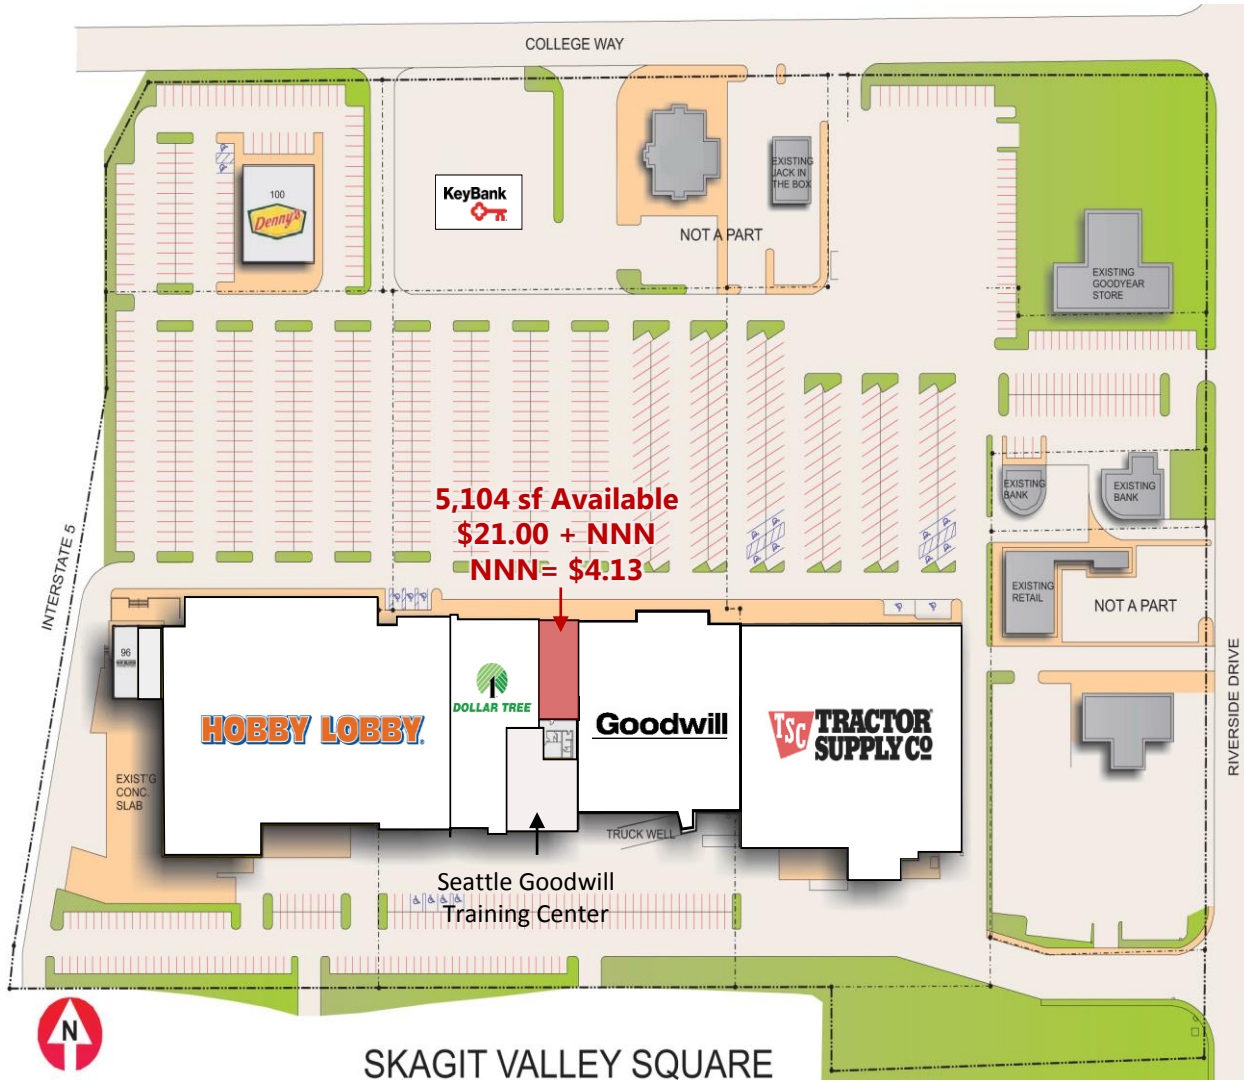 COLLEGE WAY
100
Denny's
KeyBank
EXISTING
JACK IN
THE BOX
NOT A PART
EXISTING
GOODYEAR
STORE
5,104 sf Available
$21.00 + NNN
NNN= $4.13
EXISTING
BANK
EXISTING
BANK
INTERSTATE 5
EXISTING
RETAIL
NOT A PART
RIVERSIDE DRIVE
96
HOBBY LOBBY
DOLLAR TREE
Goodwill
TSC TRACTOR
SUPPLY CO
EXIST'G
CONC.
SLAB
TRUCK WELL
Seattle Goodwill
Training Center
N
SKAGIT VALLEY SQUARE